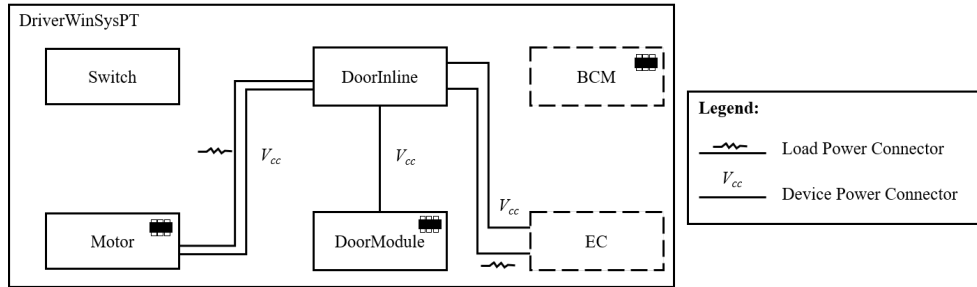 DriverWinSysPT
Switch
DoorInline
BCM
Vcc
Vcc
Vcc
Motor
DoorModule
EC
Legend:
Load Power Connector
Vcc
Device Power Connector